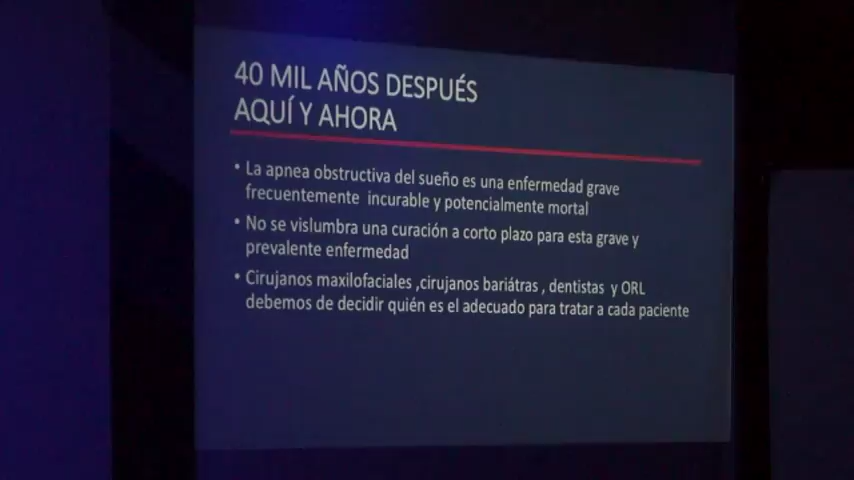 40 MIL AÑOS DESPUÉS
AQUÍ Y AHORA
• La apnea obstructiva del sueño es una enfermedad grave
frecuentemente incurable y potencialmente mortal
• No se vislumbra una curación a corto plazo para esta grave y
prevalente enfermedad
• Cirujanos maxilofaciales ,cirujanos bariátras , dentistas y ORL
debemos de decidir quién es el adecuado para tratar a cada paciente